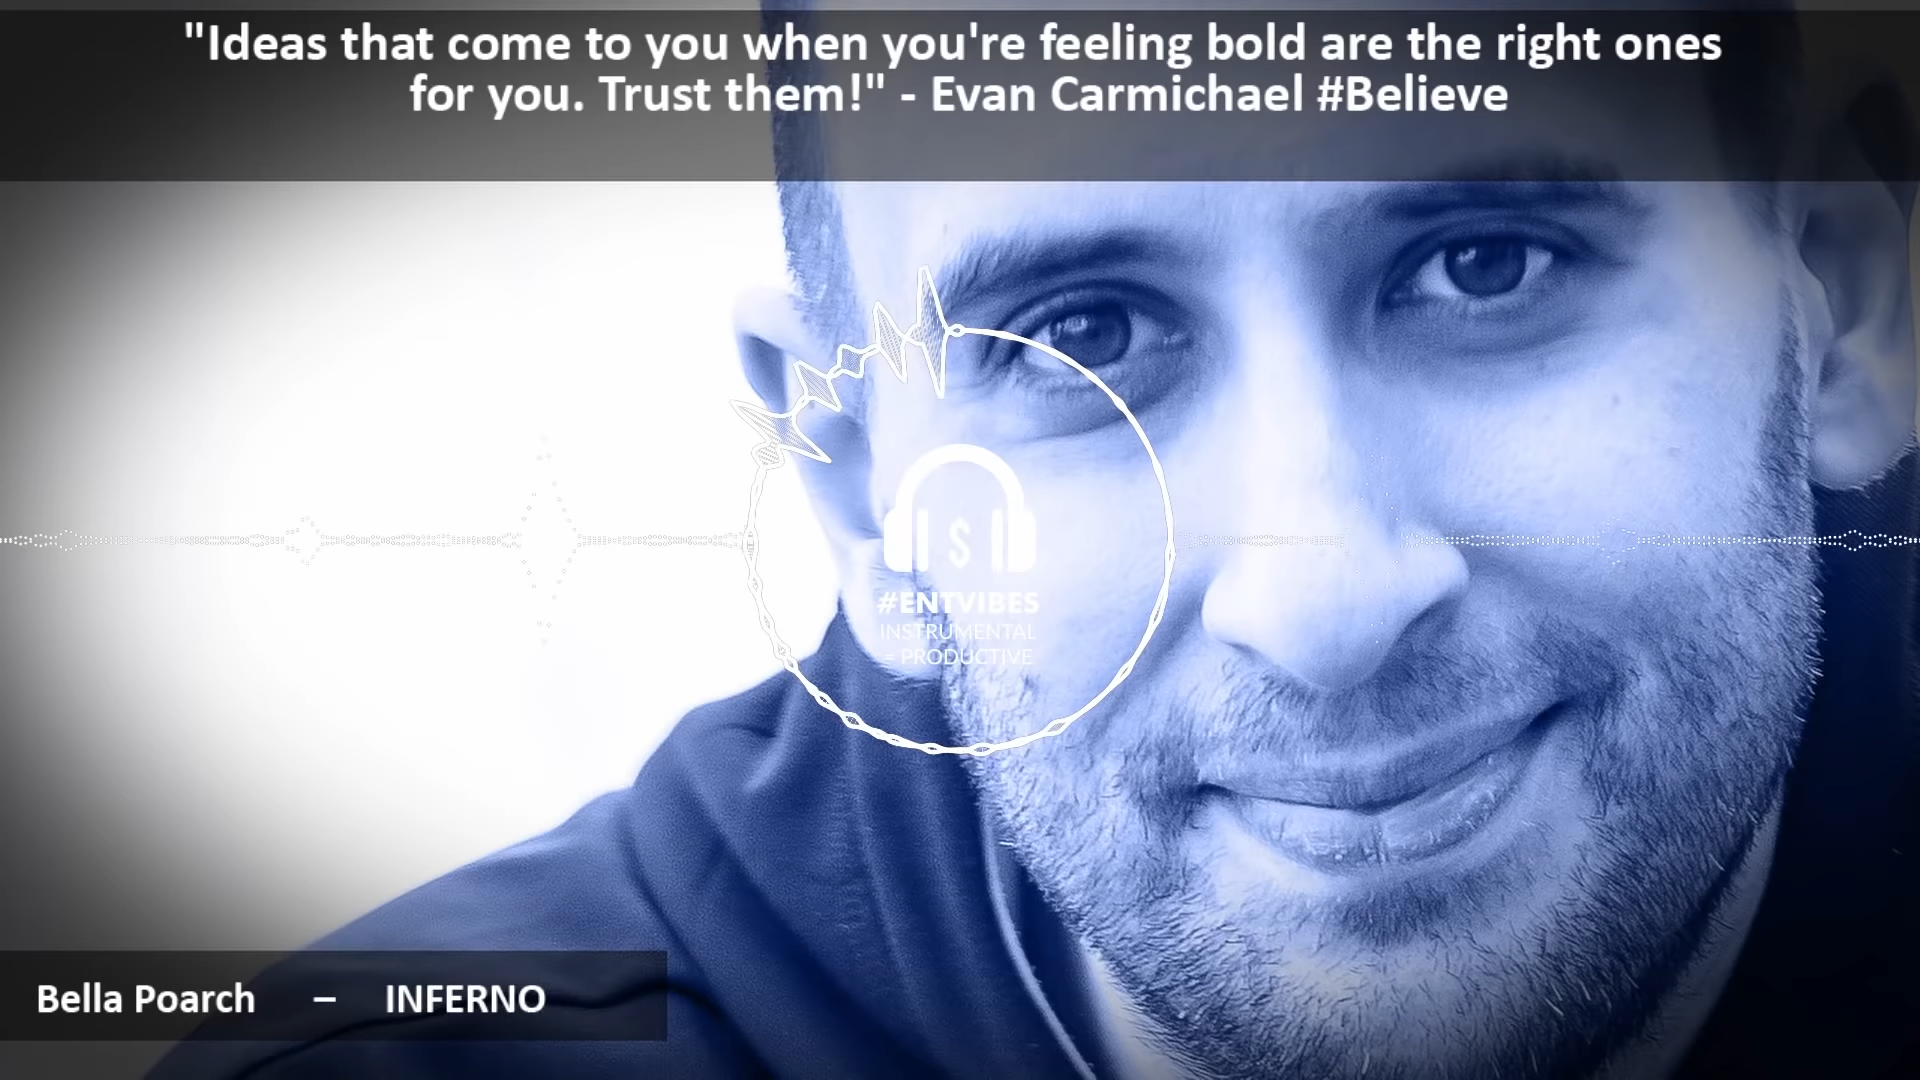 "Ideas that come to you when you're feeling bold are the right ones
for you. Trust them!" - Evan Carmichael #Believe
$
#ENTVIBES
INSTRUMENTAL
= PRODUCTIVE
Bella Poarch – INFERNO